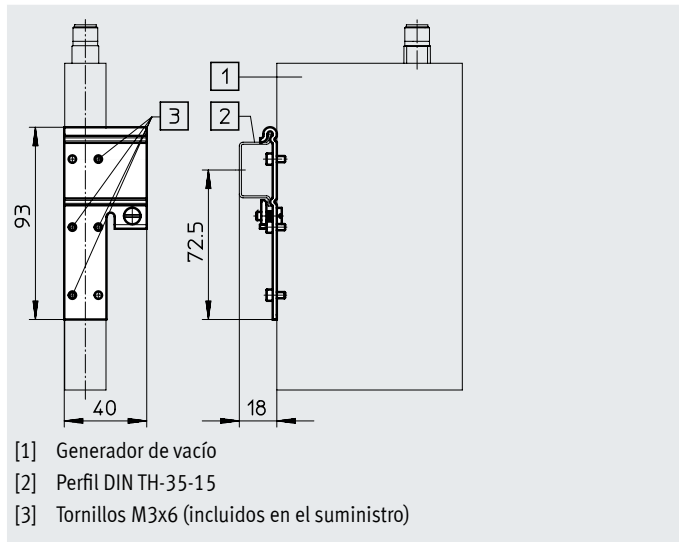 1
2
3
93
72.5
40
18
[1] Generador de vacío
[2] Perfil DIN TH-35-15
[3] Tornillos M3x6 (incluidos en el suministro)